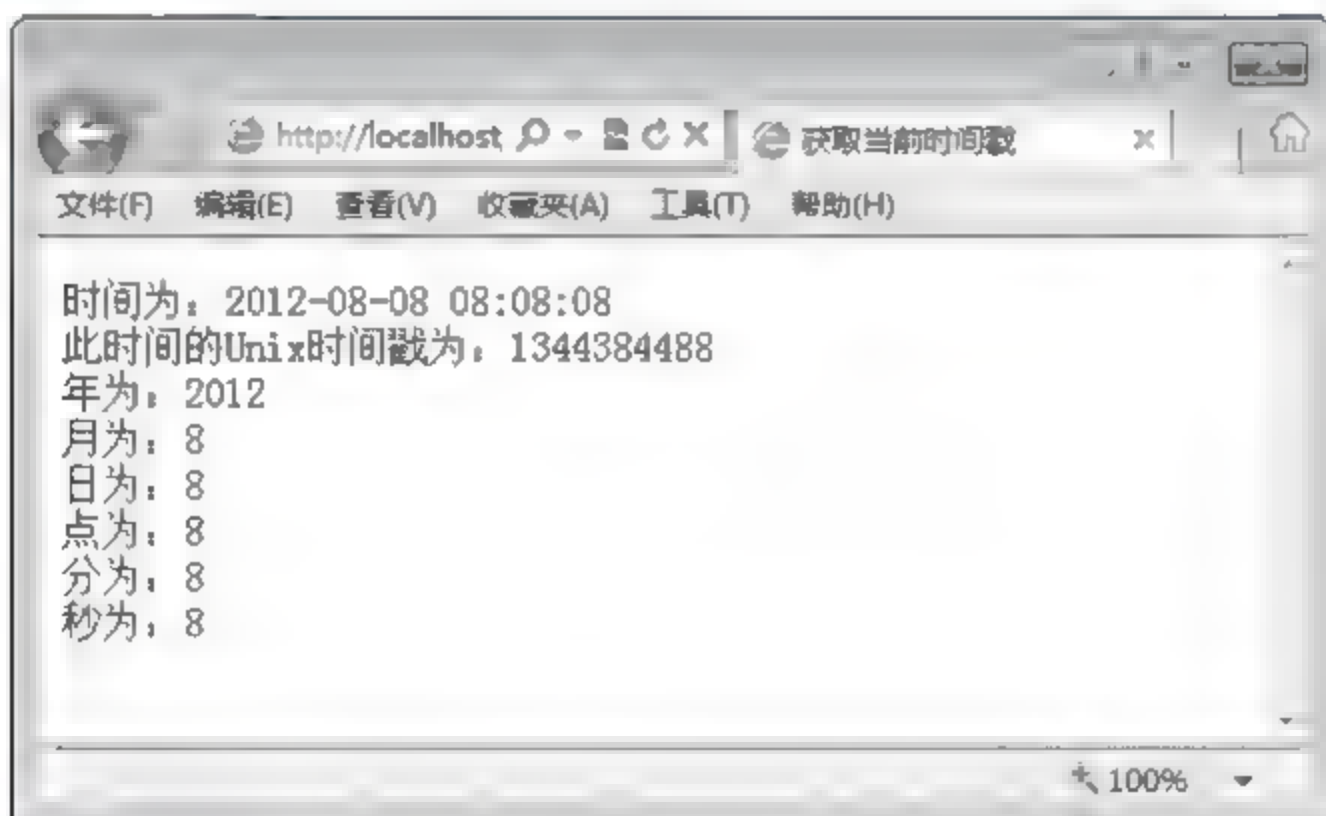 http://localhost 获取当前时间戳
文件(F) 编辑(E) 查看(V) 收藏夹(A) 工具(T) 帮助(H)
时间为：2012-08-08 08:08:08
此时间的Unix时间戳为：1344384488
年为：2012
月为：8
日为：8
点为：8
分为：8
秒为：8
100%